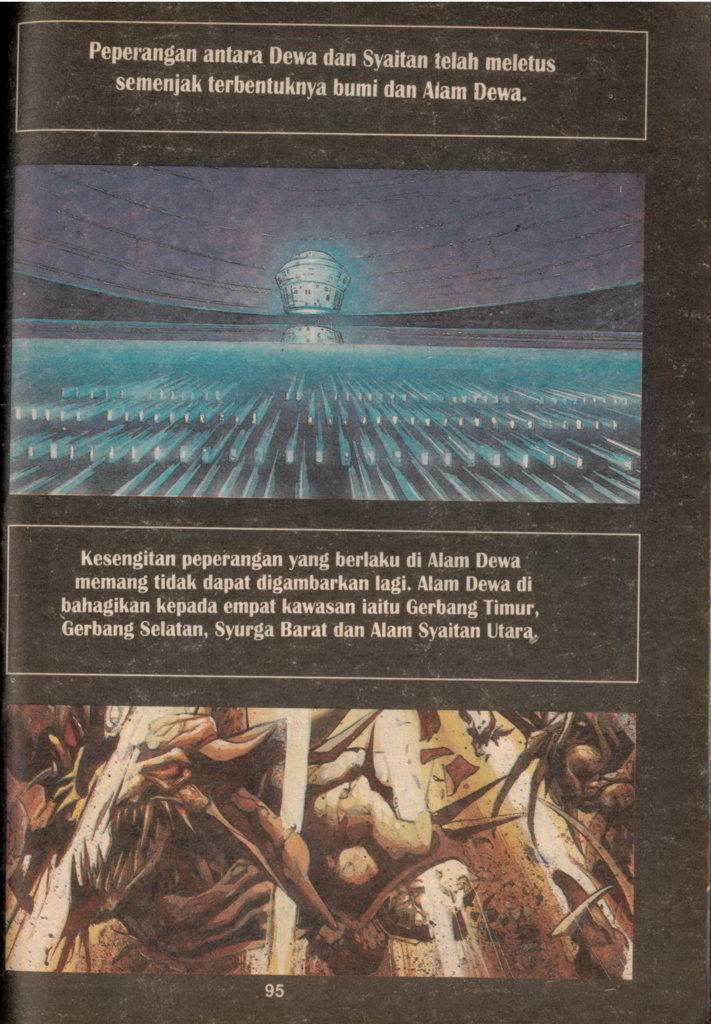 Peperangan antara Dewa dan Syaitan telah meletus
semenjak terbentuknya bumi dan Alam Dewa.
Kesengitan peperangan yang berlaku di Alam Dewa
memang tidak dapat digambarkan lagi. Alam Dewa di
bahagikan kepada empat kawasan iaitu Gerbang Timur,
Gerbang Selatan, Syurga Barat dan Alam Syaitan Utara.
95